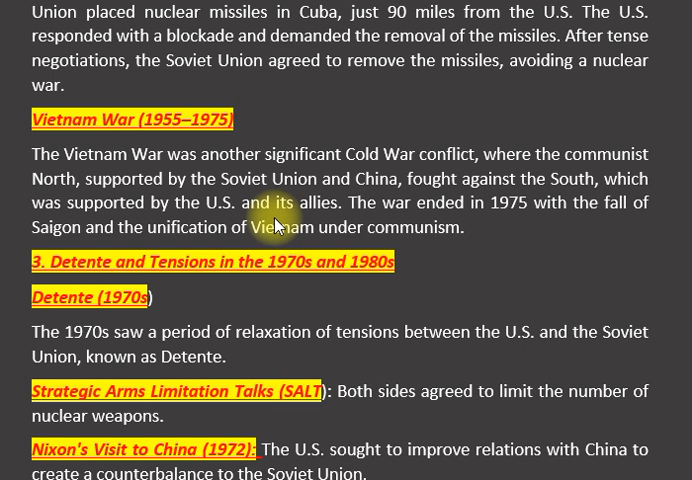 Union placed nuclear missiles in Cuba, just 90 miles from the U.S. The U.S.
responded with a blockade and demanded the removal of the missiles. After tense
negotiations, the Soviet Union agreed to remove the missiles, avoiding a nuclear
war.
Vietnam War (1955–1975)
The Vietnam War was another significant Cold War conflict, where the communist
North, supported by the Soviet Union and China, fought against the South, which
was supported by the U.S. and its allies. The war ended in 1975 with the fall of
Saigon and the unification of Vietnam under communism.
3. Detente and Tensions in the 1970s and 1980s
Detente (1970s)
The 1970s saw a period of relaxation of tensions between the U.S. and the Soviet
Union, known as Detente.
Strategic Arms Limitation Talks (SALT): Both sides agreed to limit the number of
nuclear weapons.
Nixon's Visit to China (1972): The U.S. sought to improve relations with China to
create a counterbalance to the Soviet Union.